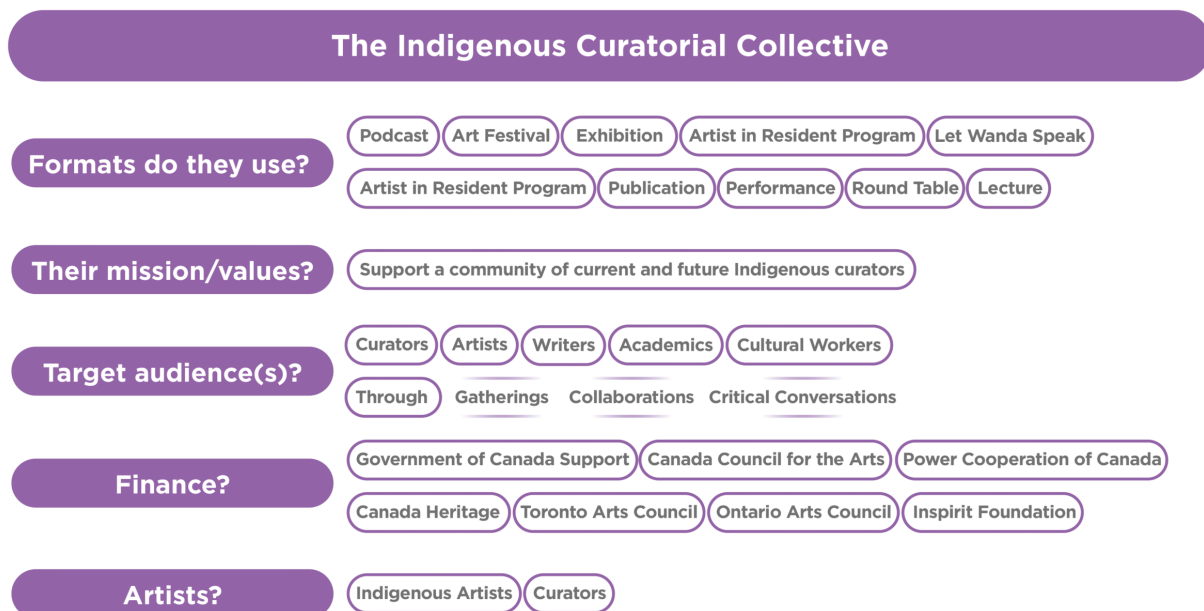 The Indigenous Curatorial Collective
Formats do they use?
Podcast Art Festival Exhibition Artist in Resident Program Let Wanda Speak
Artist in Resident Program Publication Performance Round Table Lecture
Their mission/values?
Support a community of current and future Indigenous curators
Target audience(s)?
Curators Artists Writers Academics Cultural Workers
Through Gatherings Collaborations Critical Conversations
Finance?
Government of Canada Support Canada Council for the Arts Power Cooperation of Canada
Canada Heritage Toronto Arts Council Ontario Arts Council Inspirit Foundation
Artists?
Indigenous Artists Curators